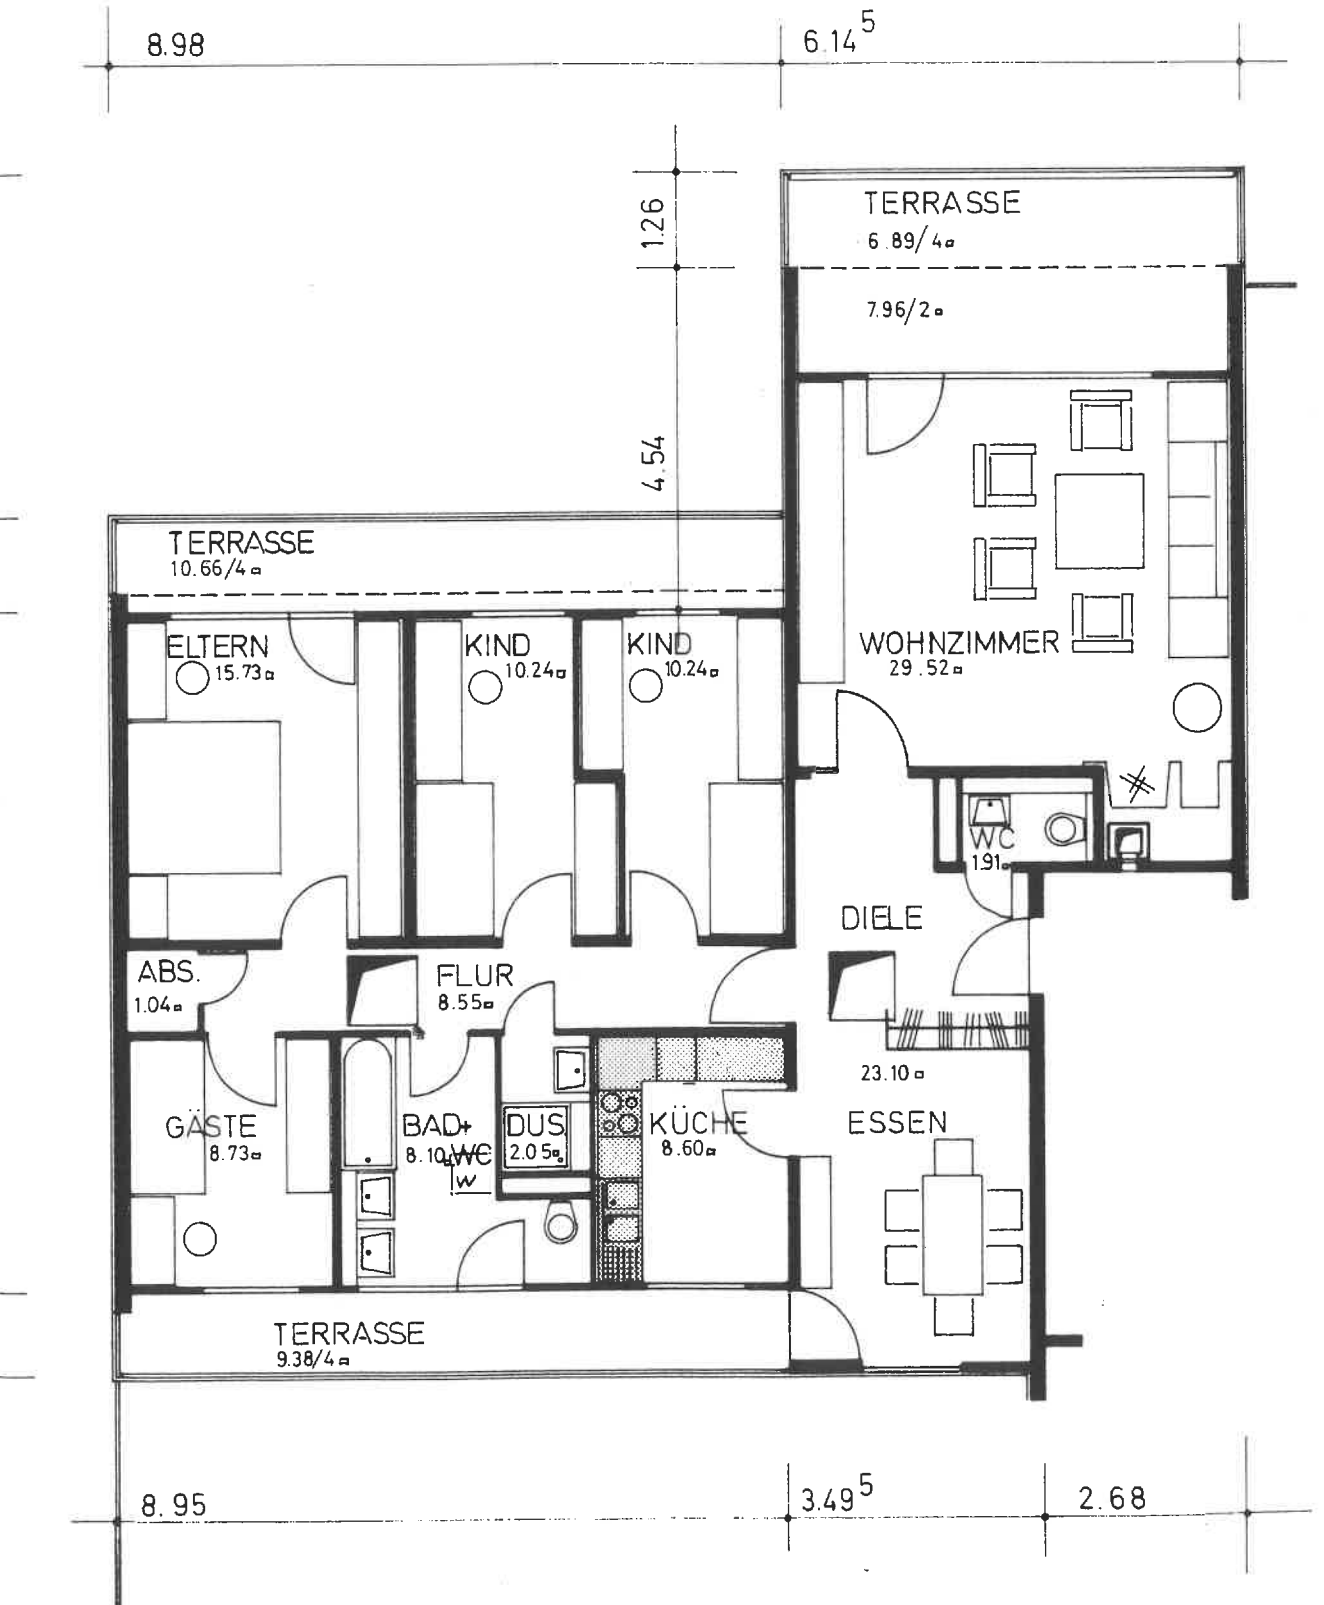 8.98
6.14⁵
1.26
TERRASSE
6.89/4□
7.96/2□
4.54
TERRASSE
10.66/4□
ELTERN
15.73□
KIND
10.24□
KIND
10.24□
WOHNZIMMER
29.52□
WC
1.91□
DIELE
ABS.
1.04□
FLUR
8.55□
23.10□
GÄSTE
8.73□
BAD+
8.10□ WC
W
DUS
2.05□
KÜCHE
8.60□
ESSEN
TERRASSE
9.38/4□
8.95
3.49⁵
2.68